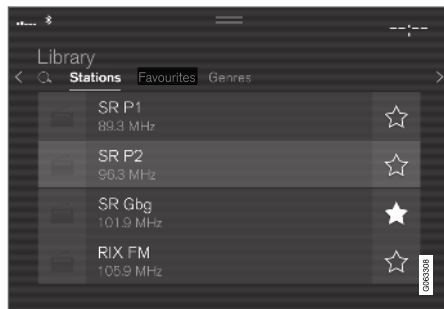 --:--
Library
Stations Favourites Genres
SR P1
89.3 MHz
SR P2
96.3 MHz
SR Gbg
101.9 MHz
RIX FM
105.9 MHz
G063308